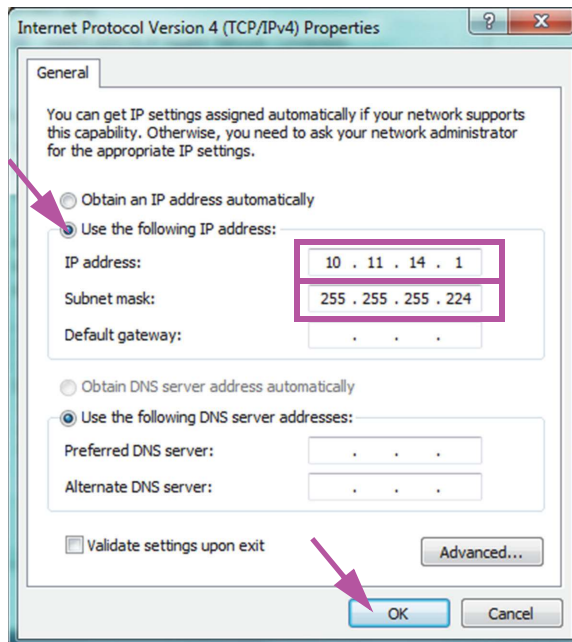 Internet Protocol Version 4 (TCP/IPv4) Properties
General
You can get IP settings assigned automatically if your network supports
this capability. Otherwise, you need to ask your network administrator
for the appropriate IP settings.
Obtain an IP address automatically
Use the following IP address:
IP address: 10 . 11 . 14 . 1
Subnet mask: 255 . 255 . 255 . 224
Default gateway: . . .
Obtain DNS server address automatically
Use the following DNS server addresses:
Preferred DNS server: . . .
Alternate DNS server: . . .
Validate settings upon exit
Advanced...
OK Cancel